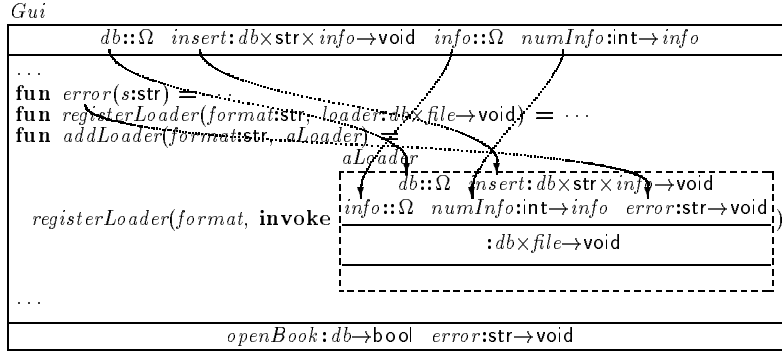 Gui
db::Ω insert:db×str×info→void info::Ω numInfo:int→info
...
fun error(s:str) = ...
fun registerLoader(format:str, loader:db×file→void) = ...
fun addLoader(format:str, aLoader) =
aLoader
db::Ω insert:db×str×info→void
registerLoader(format, invoke info::Ω numInfo:int→info error:str→void )
:db×file→void
...
openBook:db→bool error:str→void